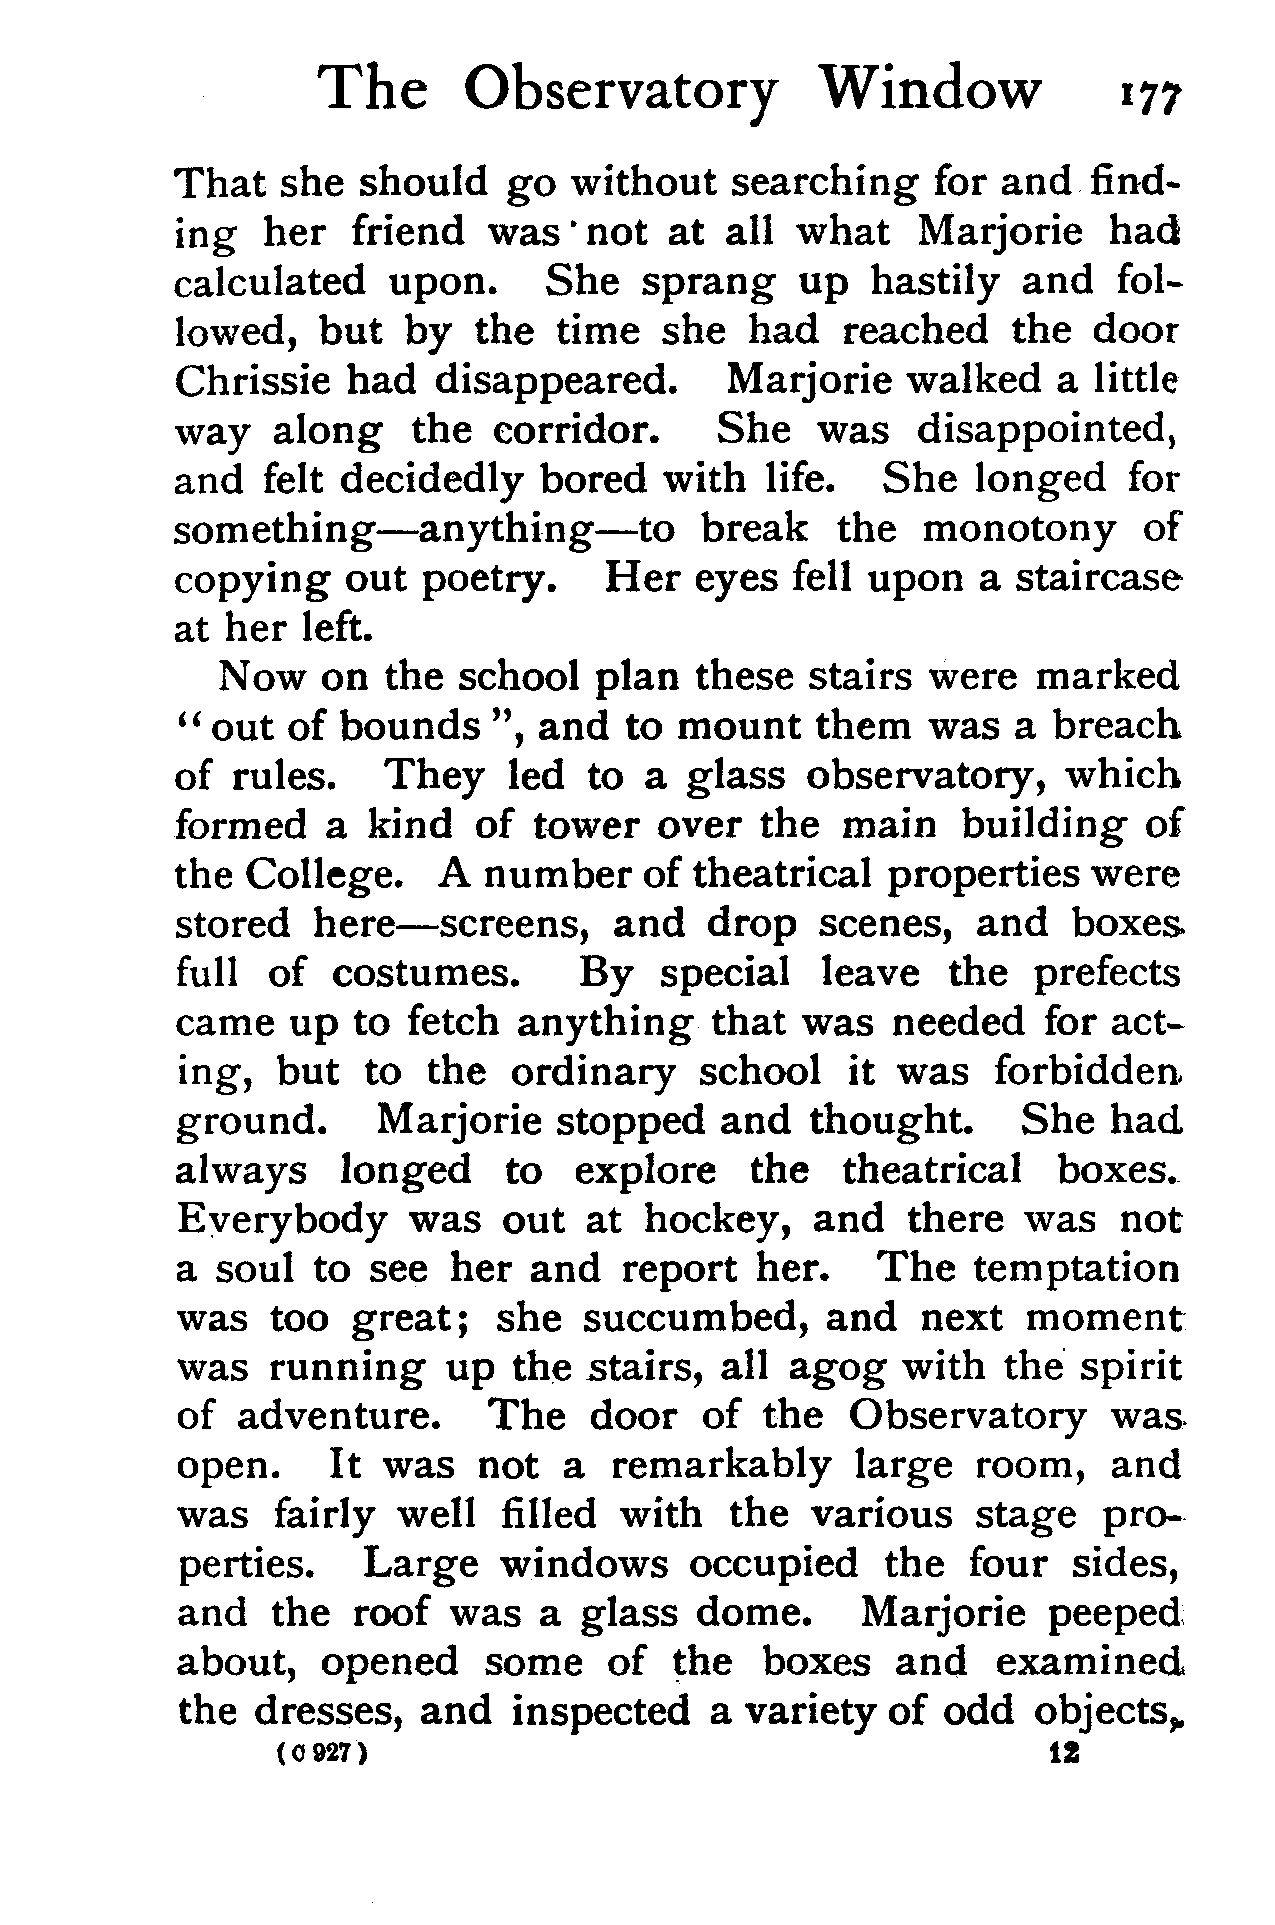 The Observatory Window 177
That she should go without searching for and find-
ing her friend was not at all what Marjorie had
calculated upon. She sprang up hastily and fol-
lowed, but by the time she had reached the door
Chrissie had disappeared. Marjorie walked a little
way along the corridor. She was disappointed,
and felt decidedly bored with life. She longed for
something—anything—to break the monotony of
copying out poetry. Her eyes fell upon a staircase
at her left.
Now on the school plan these stairs were marked
“out of bounds”, and to mount them was a breach
of rules. They led to a glass observatory, which
formed a kind of tower over the main building of
the College. A number of theatrical properties were
stored here—screens, and drop scenes, and boxes
full of costumes. By special leave the prefects
came up to fetch anything that was needed for act-
ing, but to the ordinary school it was forbidden
ground. Marjorie stopped and thought. She had
always longed to explore the theatrical boxes.
Everybody was out at hockey, and there was not
a soul to see her and report her. The temptation
was too great; she succumbed, and next moment
was running up the stairs, all agog with the spirit
of adventure. The door of the Observatory was
open. It was not a remarkably large room, and
was fairly well filled with the various stage pro-
perties. Large windows occupied the four sides,
and the roof was a glass dome. Marjorie peeped
about, opened some of the boxes and examined
the dresses, and inspected a variety of odd objects,
(C 927) 12